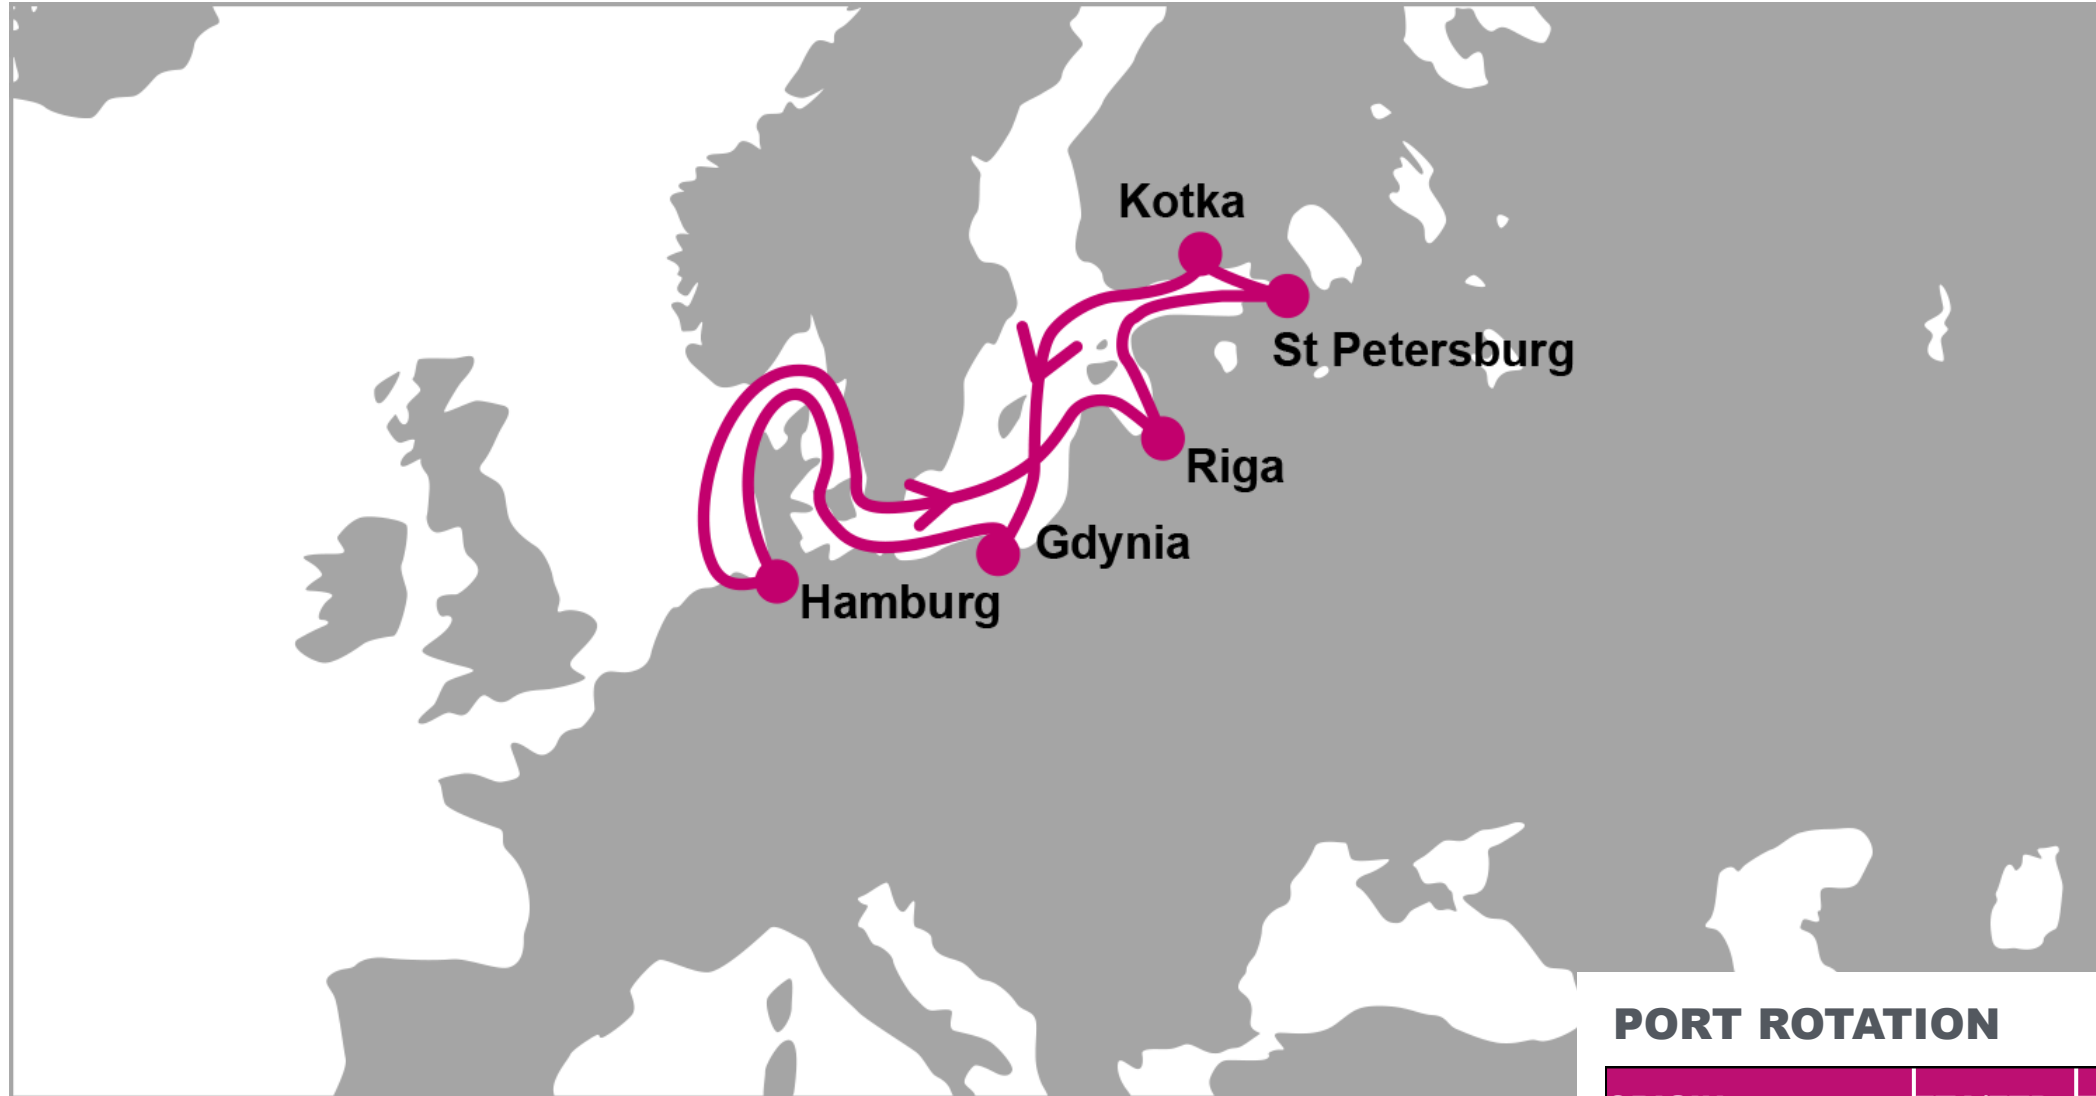 Kotka
St Petersburg
Riga
Gdynia
Hamburg
PORT ROTATION